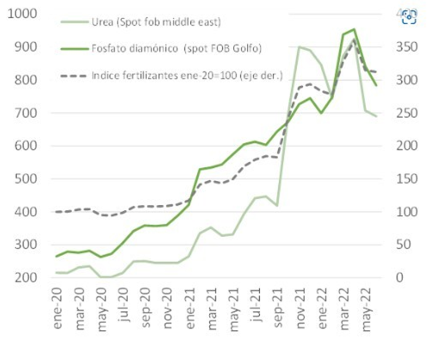 1000
900
800
700
600
500
400
300
200
Urea (Spot fob middle east)
Fosfato diamónico (spot FOB Golfo)
Indice fertilizantes ene-20=100 (eje der.)
350
300
250
200
150
100
50
0
ene-20
mar-20
may-20
jul-20
sep-20
nov-20
ene-21
mar-21
may-21
jul-21
sep-21
nov-21
ene-22
mar-22
may-22